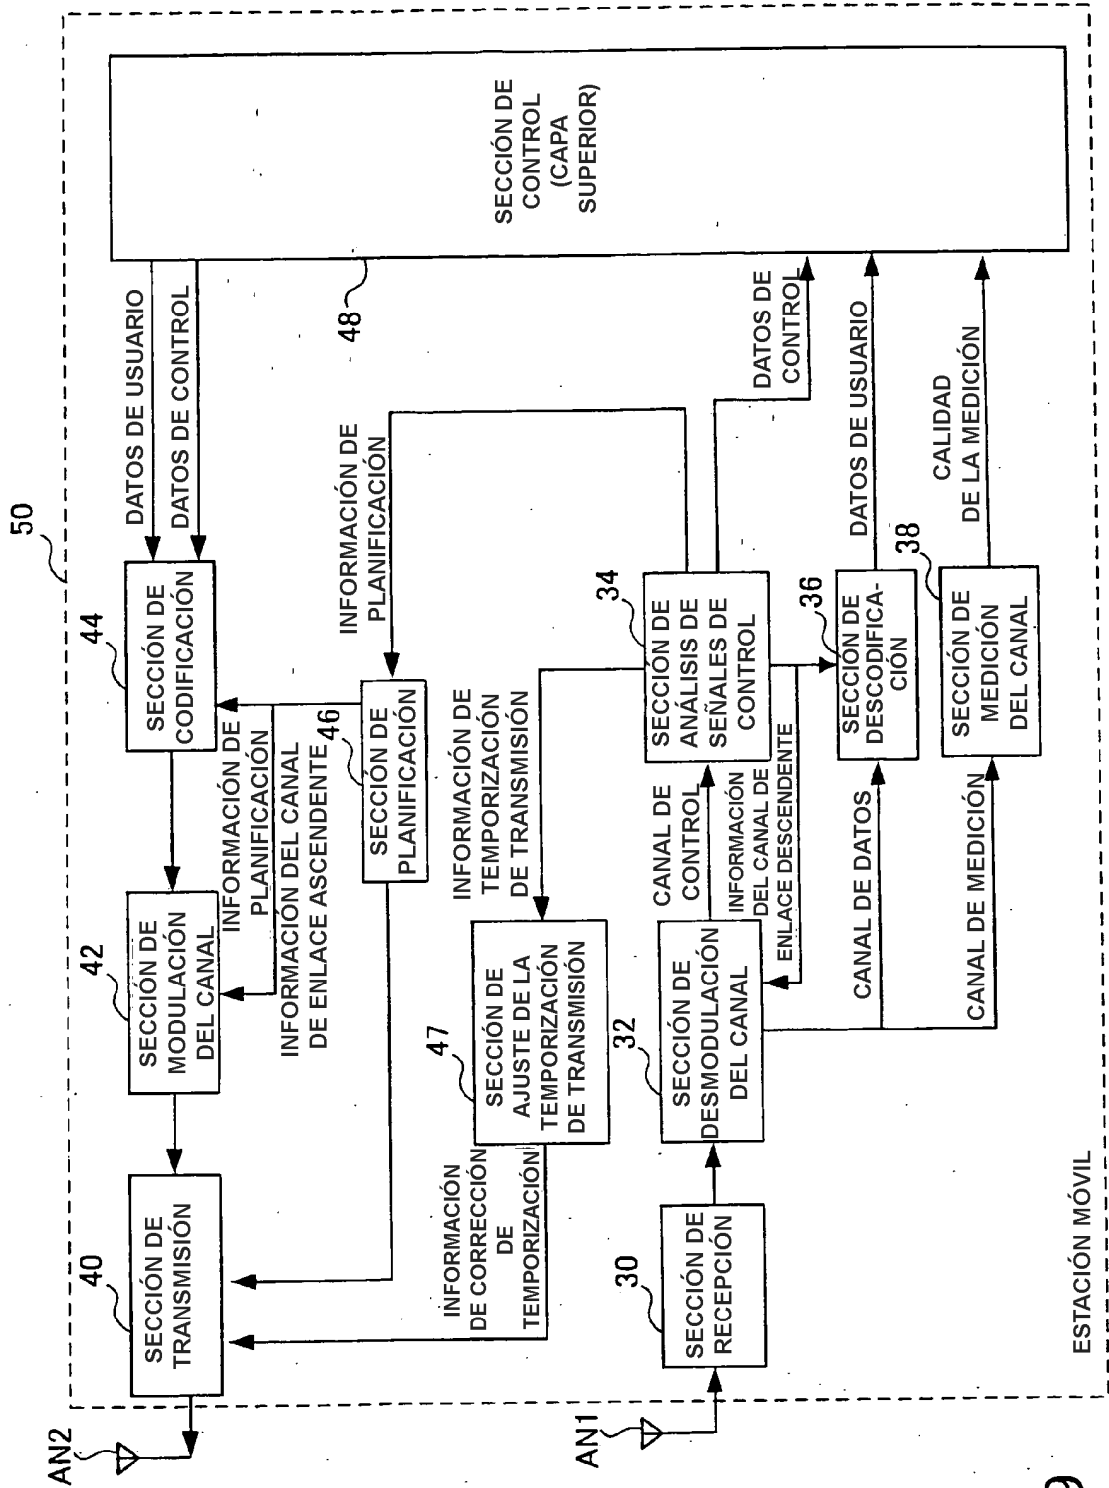 50
AN2
40
SECCIÓN DE
TRANSMISIÓN
42
SECCIÓN DE
MODULACIÓN
DEL CANAL
44
SECCIÓN DE
CODIFICACIÓN
DATOS DE USUARIO
DATOS DE CONTROL
INFORMACIÓN DE
PLANIFICACIÓN
INFORMACIÓN DEL CANAL
DE ENLACE ASCENDENTE
46
SECCIÓN DE
PLANIFICACIÓN
INFORMACIÓN DE
PLANIFICACIÓN
48
SECCIÓN DE
CONTROL
(CAPA
SUPERIOR)
INFORMACIÓN
DE CORRECCIÓN
DE
TEMPORIZACIÓN
47
SECCIÓN DE
AJUSTE DE LA
TEMPORIZACIÓN
DE TRANSMISIÓN
INFORMACIÓN DE
TEMPORIZACIÓN
DE TRANSMISIÓN
AN1
30
SECCIÓN DE
RECEPCIÓN
32
SECCIÓN DE
DESMODULACIÓN
DEL CANAL
CANAL DE
CONTROL
INFORMACIÓN
DEL CANAL DE
ENLACE DESCENDENTE
34
SECCIÓN DE
ANÁLISIS DE
SEÑALES DE
CONTROL
DATOS DE
CONTROL
CANAL DE DATOS
36
SECCIÓN DE
DESCODIFICA-
CIÓN
DATOS DE USUARIO
CANAL DE MEDICIÓN
38
SECCIÓN DE
MEDICIÓN
DEL CANAL
CALIDAD
DE LA MEDICIÓN
ESTACIÓN MÓVIL
9